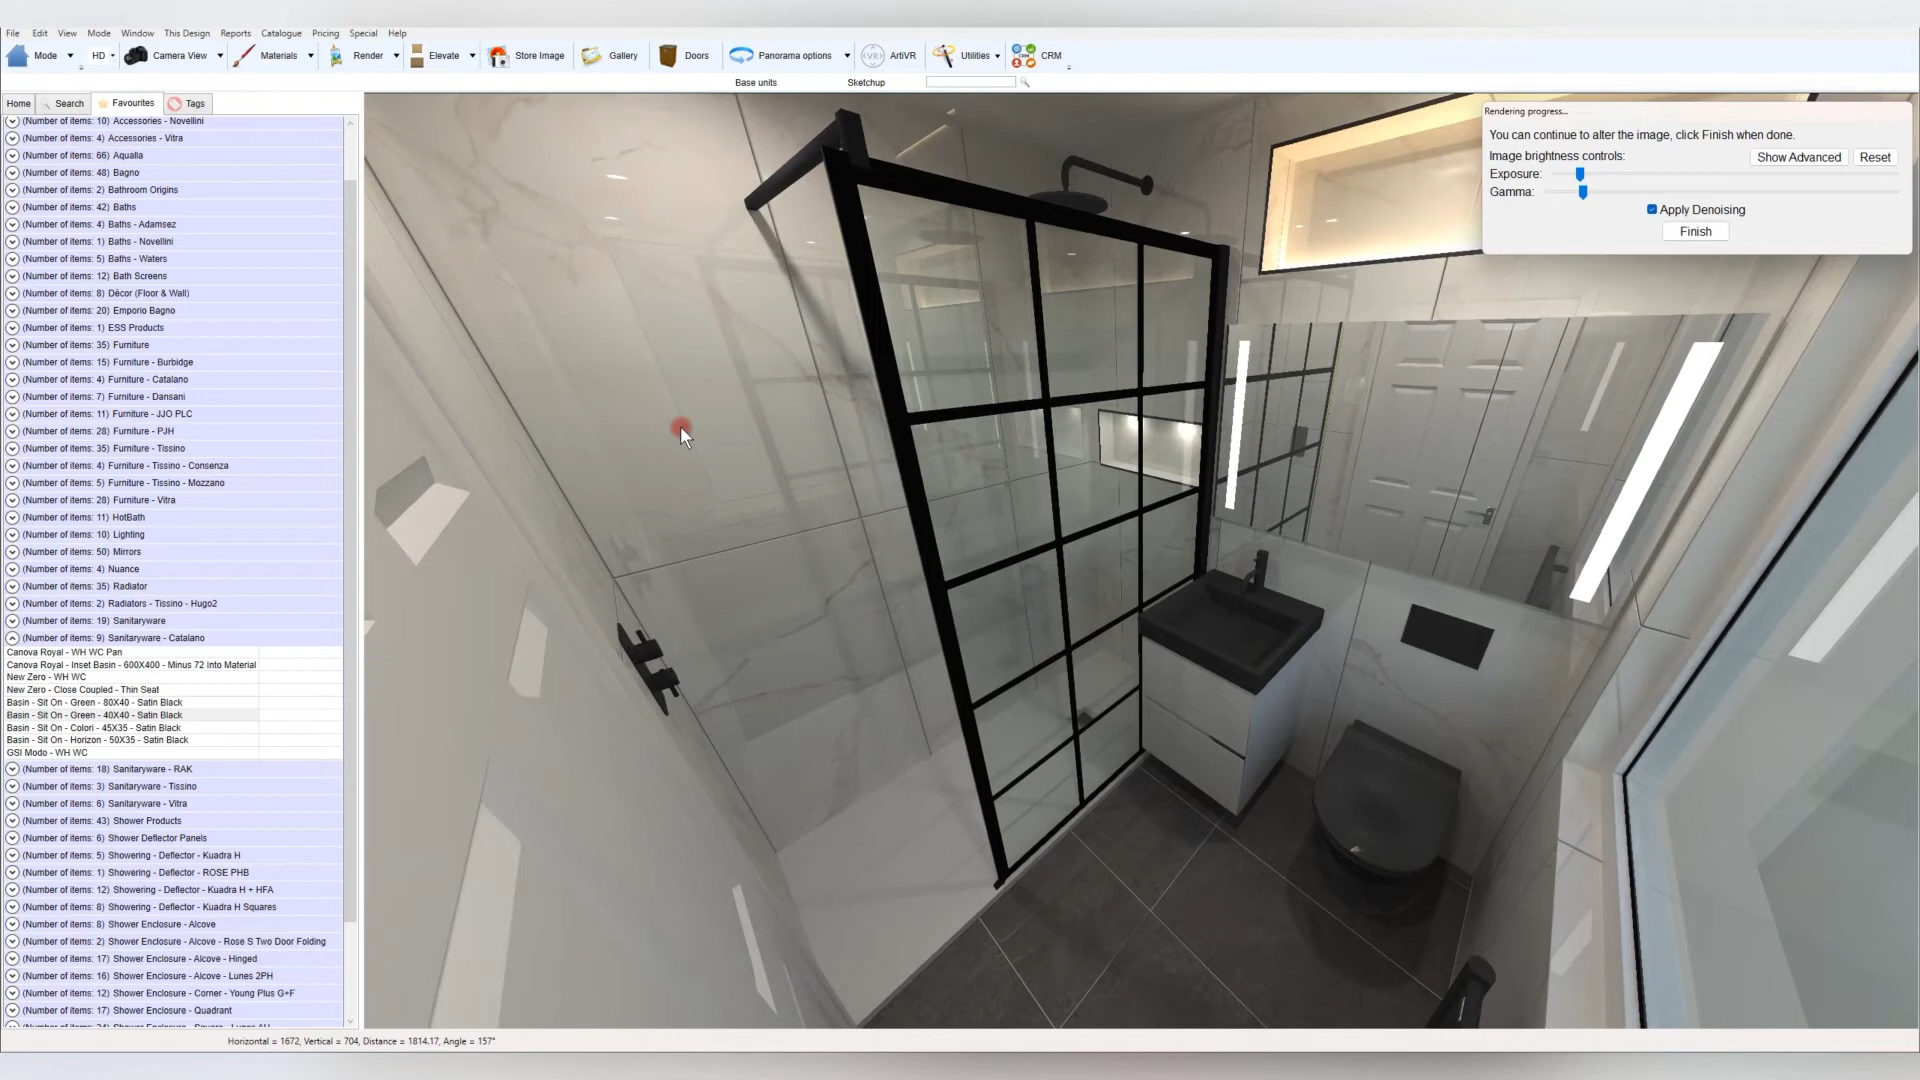 File Edit View Mode Window This Design Reports Catalogue Pricing Special Help
Mode HD Camera View Materials Render Elevate Store Image Gallery Doors Panorama options ArtiVR Utilities CRM
Base units Sketchup
Home Search Favourites Tags
(Number of items: 10) Accessories - Novellini
(Number of items: 4) Accessories - Vitra
(Number of items: 66) Aqualla
(Number of items: 48) Bagno
(Number of items: 2) Bathroom Origins
(Number of items: 42) Baths
(Number of items: 4) Baths - Adamsez
(Number of items: 1) Baths - Novellini
(Number of items: 5) Baths - Waters
(Number of items: 12) Bath Screens
(Number of items: 8) Décor (Floor & Wall)
(Number of items: 20) Emporio Bagno
(Number of items: 1) ESS Products
(Number of items: 35) Furniture
(Number of items: 15) Furniture - Burbidge
(Number of items: 4) Furniture - Catalano
(Number of items: 7) Furniture - Dansani
(Number of items: 11) Furniture - JJO PLC
(Number of items: 28) Furniture - PJH
(Number of items: 35) Furniture - Tissino
(Number of items: 4) Furniture - Tissino - Consenza
(Number of items: 5) Furniture - Tissino - Mozzano
(Number of items: 28) Furniture - Vitra
(Number of items: 11) HotBath
(Number of items: 10) Lighting
(Number of items: 50) Mirrors
(Number of items: 4) Nuance
(Number of items: 35) Radiator
(Number of items: 2) Radiators - Tissino - Hugo2
(Number of items: 19) Sanitaryware
(Number of items: 9) Sanitaryware - Catalano
Canova Royal - WH WC Pan
Canova Royal - Inset Basin - 600X400 - Minus 72 Into Material
New Zero - WH WC
New Zero - Close Coupled - Thin Seat
Basin - Sit On - Green - 80X40 - Satin Black
Basin - Sit On - Green - 40X40 - Satin Black
Basin - Sit On - Colori - 45X35 - Satin Black
Basin - Sit On - Horizon - 50X35 - Satin Black
GSI Modo - WH WC
(Number of items: 18) Sanitaryware - RAK
(Number of items: 3) Sanitaryware - Tissino
(Number of items: 6) Sanitaryware - Vitra
(Number of items: 43) Shower Products
(Number of items: 6) Shower Deflector Panels
(Number of items: 5) Showering - Deflector - Kuadra H
(Number of items: 1) Showering - Deflector - ROSE PHB
(Number of items: 12) Showering - Deflector - Kuadra H + HFA
(Number of items: 8) Showering - Deflector - Kuadra H Squares
(Number of items: 8) Shower Enclosure - Alcove
(Number of items: 2) Shower Enclosure - Alcove - Rose S Two Door Folding
(Number of items: 17) Shower Enclosure - Alcove - Hinged
(Number of items: 16) Shower Enclosure - Alcove - Lunes 2PH
(Number of items: 12) Shower Enclosure - Corner - Young Plus G+F
(Number of items: 17) Shower Enclosure - Quadrant
Rendering progress...
You can continue to alter the image, click Finish when done.
Image brightness controls: Show Advanced Reset
Exposure:
Gamma:
Apply Denoising
Finish
Horizontal = 1672, Vertical = 704, Distance = 1814.17, Angle = 157°